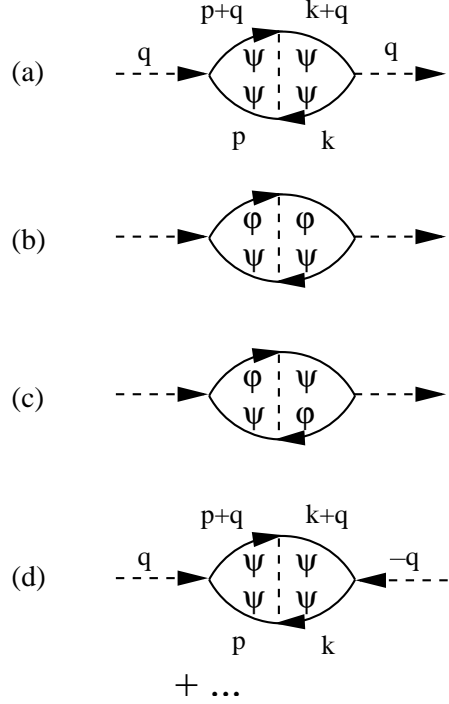 p+q k+q
(a) q ψ ψ q
ψ ψ
p k
(b) φ φ
ψ ψ
(c) φ ψ
ψ φ
p+q k+q
(d) q ψ ψ −q
ψ ψ
p k
+ ...